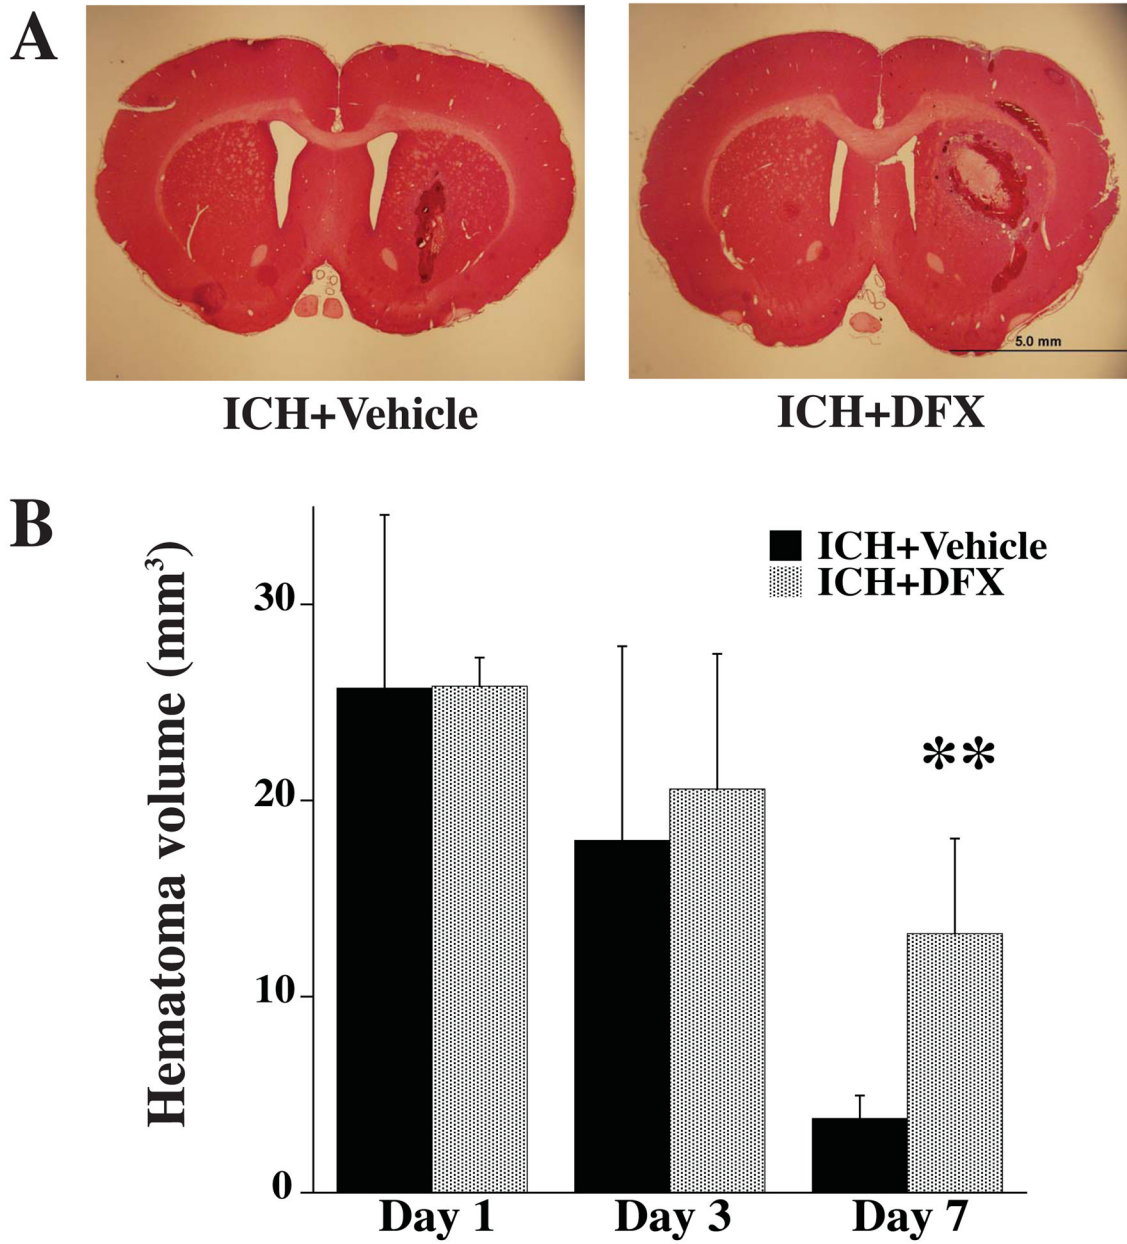 A
5.0 mm
ICH+Vehicle
ICH+DFX
B
Hematoma volume (mm³)
ICH+Vehicle
ICH+DFX
30
20
10
0
**
Day 1
Day 3
Day 7